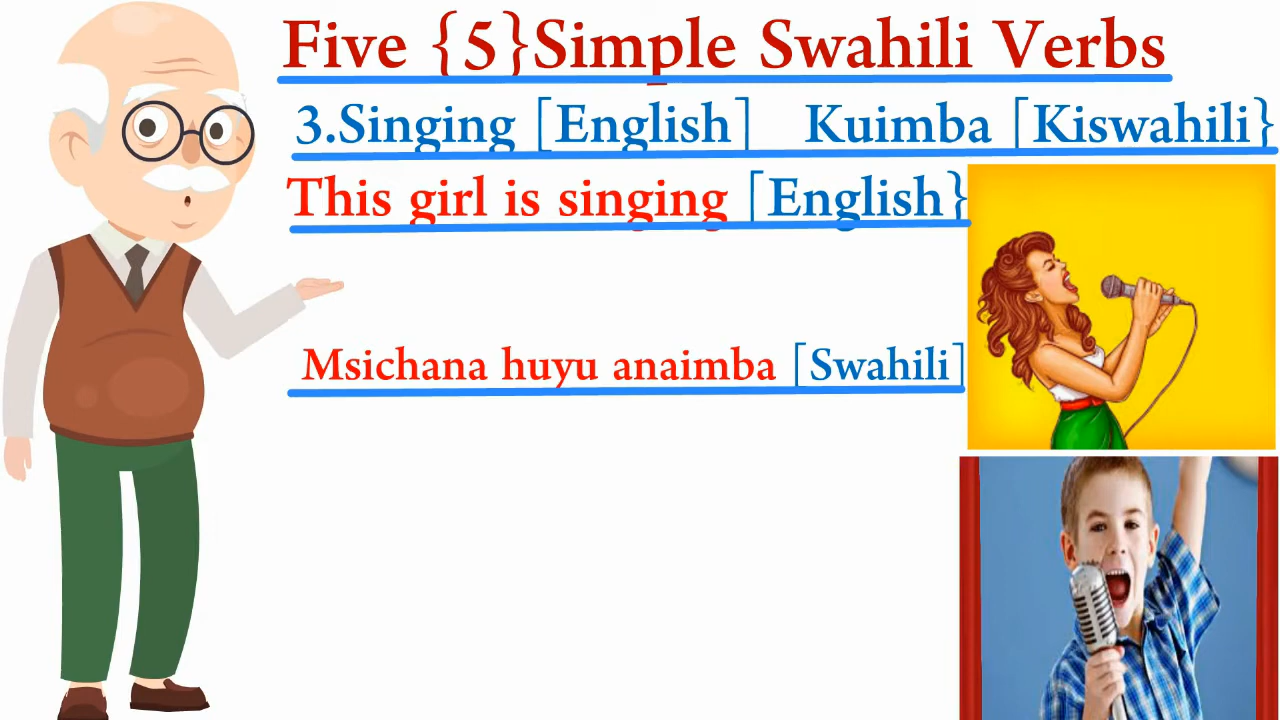 Five {5}Simple Swahili Verbs
3.Singing [English] Kuimba [Kiswahili}
This girl is singing [English}
Msichana huyu anaimba [Swahili]